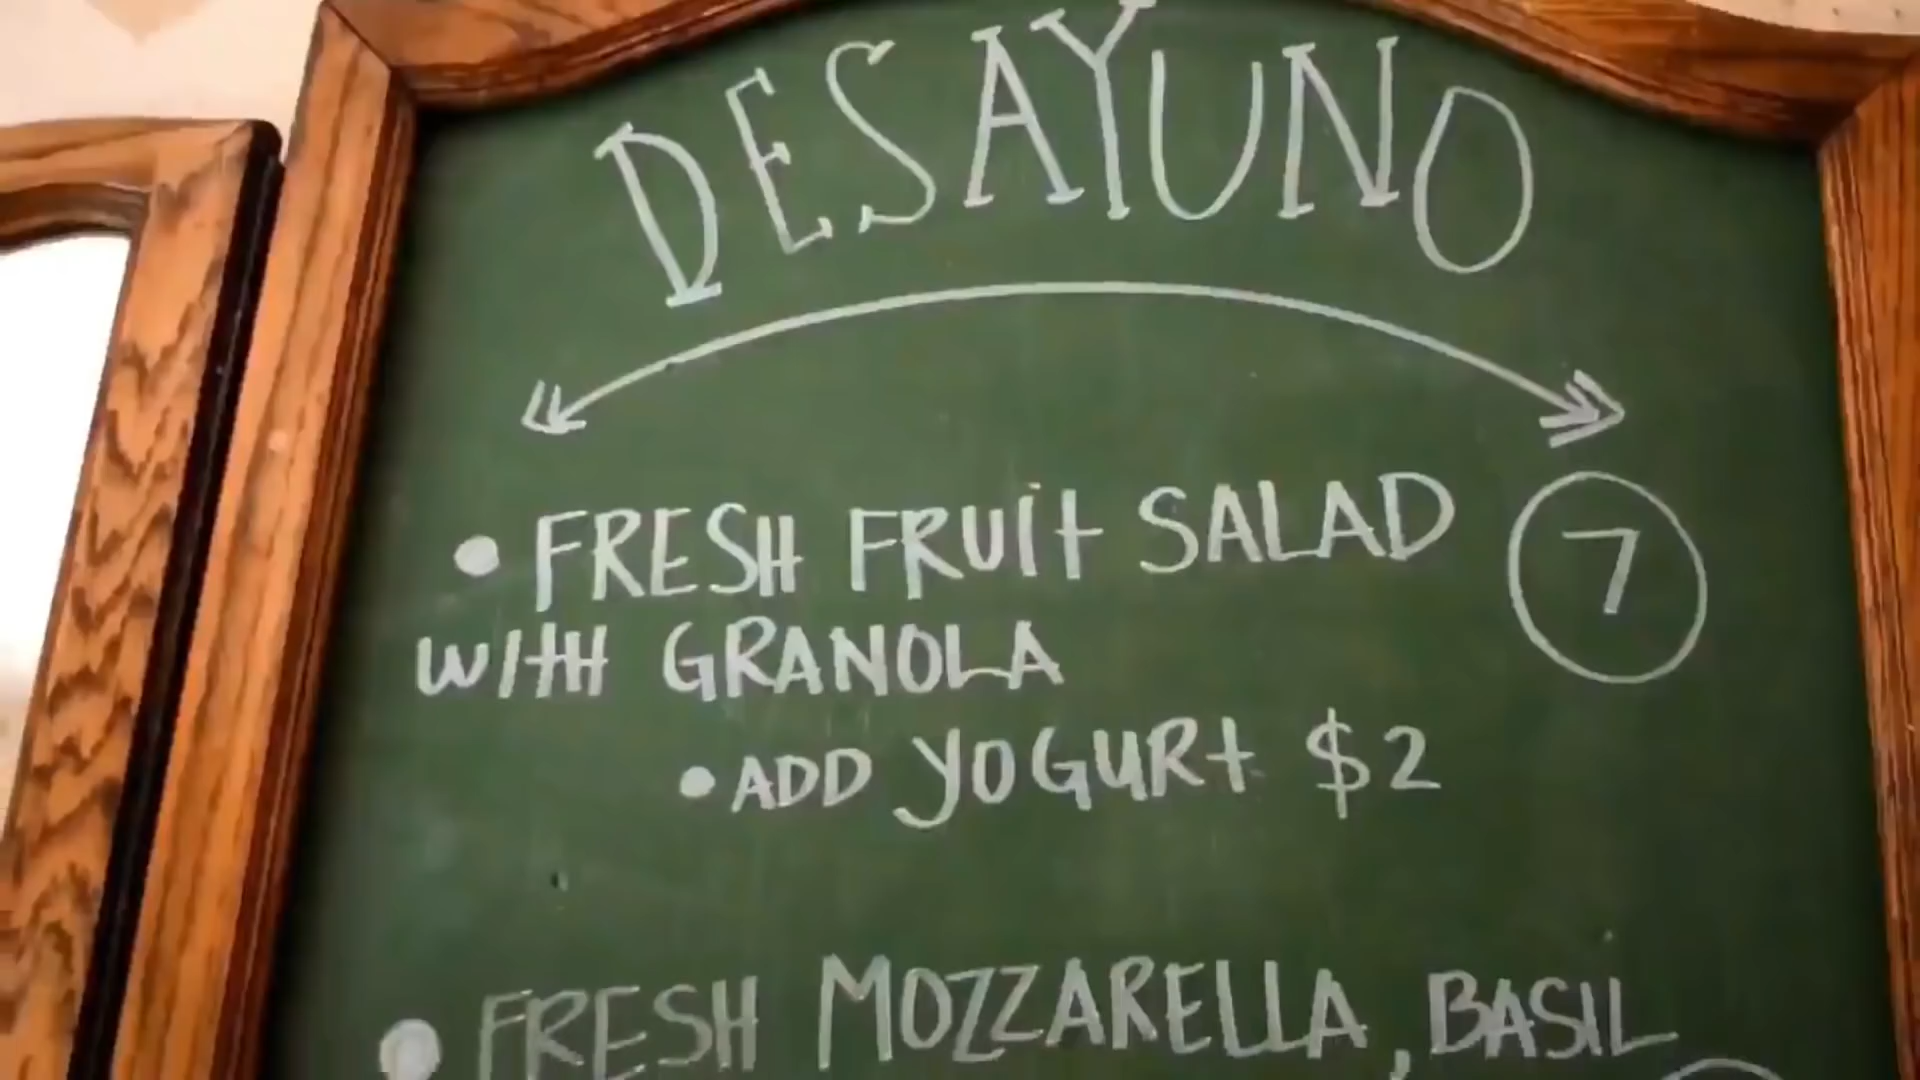 DESAYUNO
• FRESH FRUIT SALAD 7
WITH GRANOLA
• ADD YOGURT $2
• FRESH MOZZARELLA, BASIL